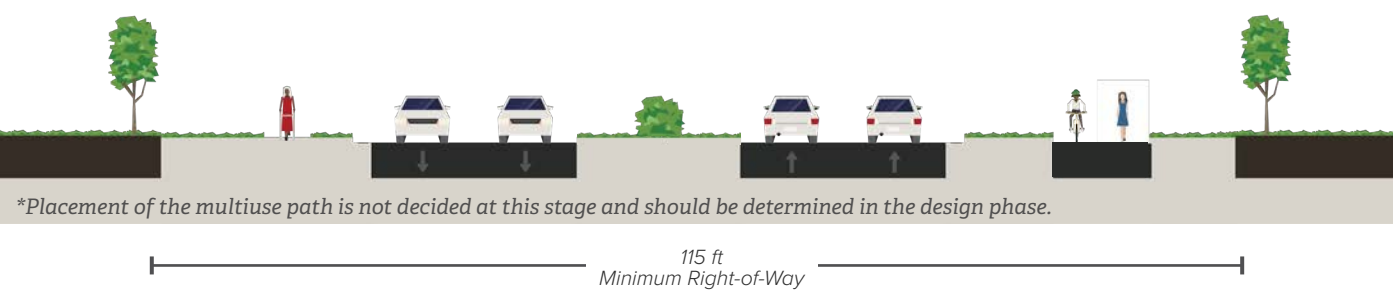 *Placement of the multiuse path is not decided at this stage and should be determined in the design phase.
115 ft
Minimum Right-of-Way